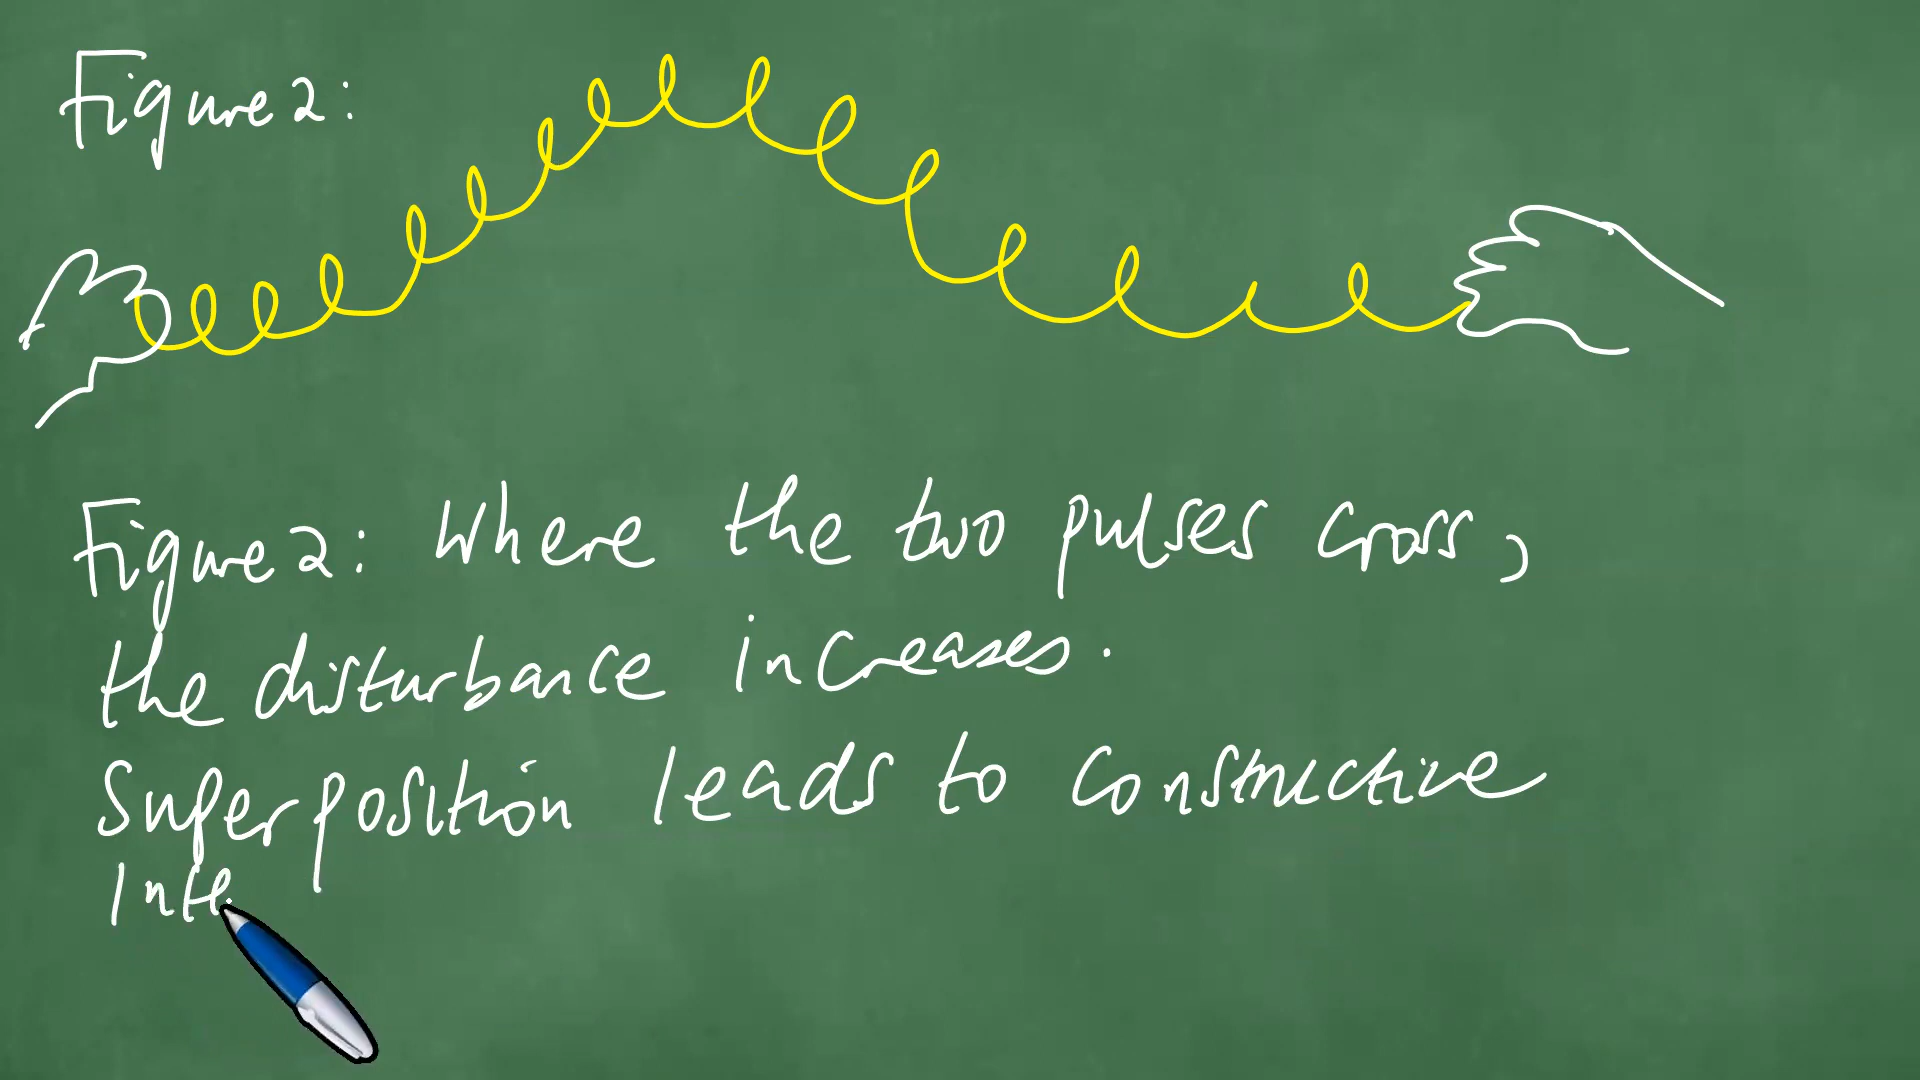 Figure 2:
Figure 2: Where the two pulses cross,
the disturbance increases.
Superposition leads to constructive
Inte